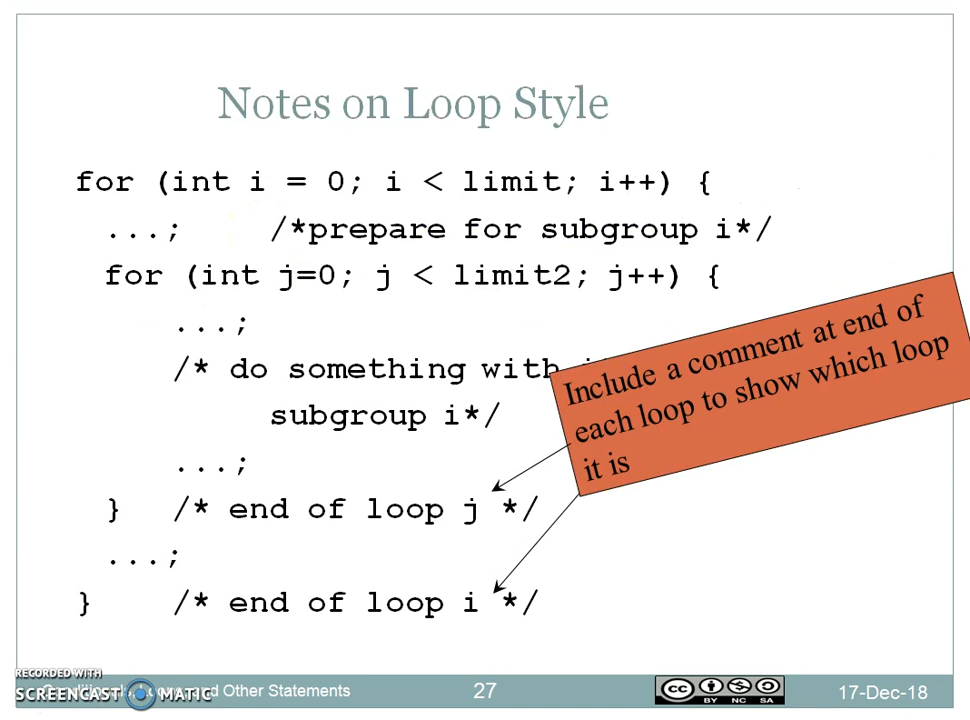 Notes on Loop Style
for (int i = 0; i < limit; i++) {
...; /*prepare for subgroup i*/
for (int j=0; j < limit2; j++) {
...;
/* do something with
subgroup i*/
...;
} /* end of loop j */
...;
} /* end of loop i */
Include a comment at end of
each loop to show which loop
it is
RECORDED WITH
SCREENCAST MATIC
and Other Statements
27
CC BY NC SA
17-Dec-18